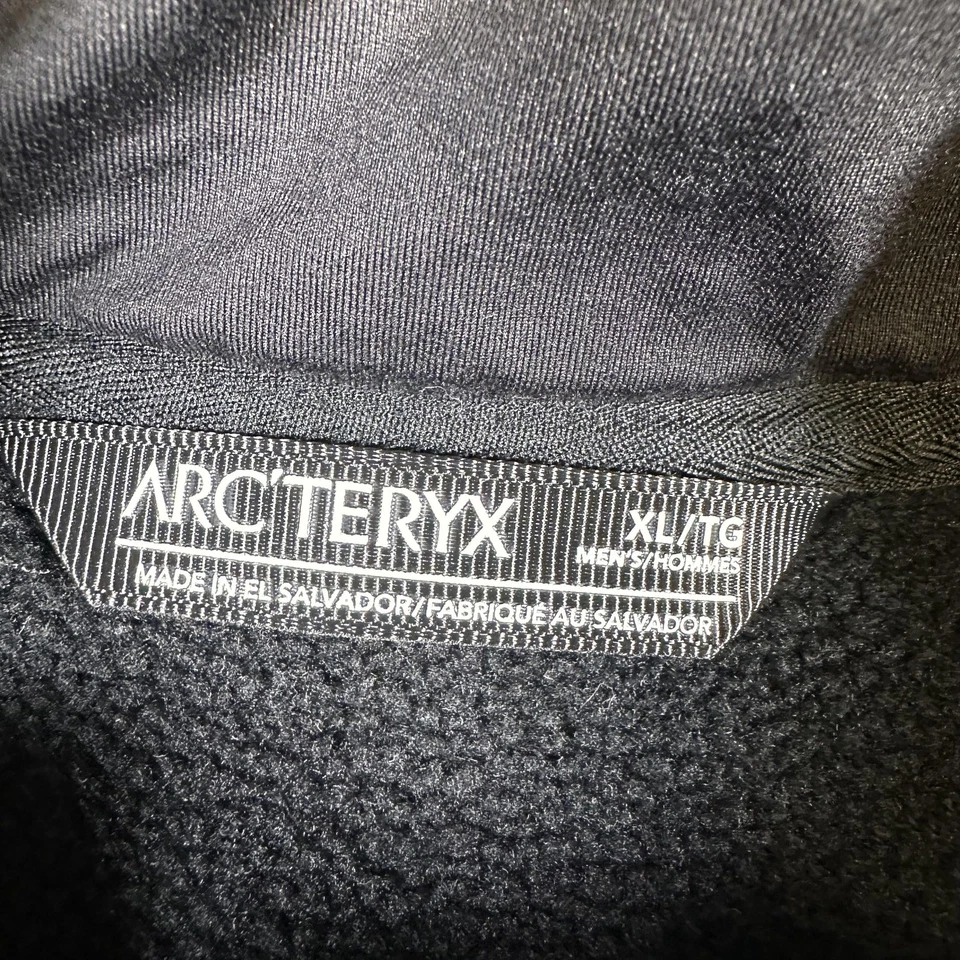 ARC'TERYX
XL/TG
MEN'S/HOMMES
MADE IN EL SALVADOR/FABRIQUÉ AU SALVADOR